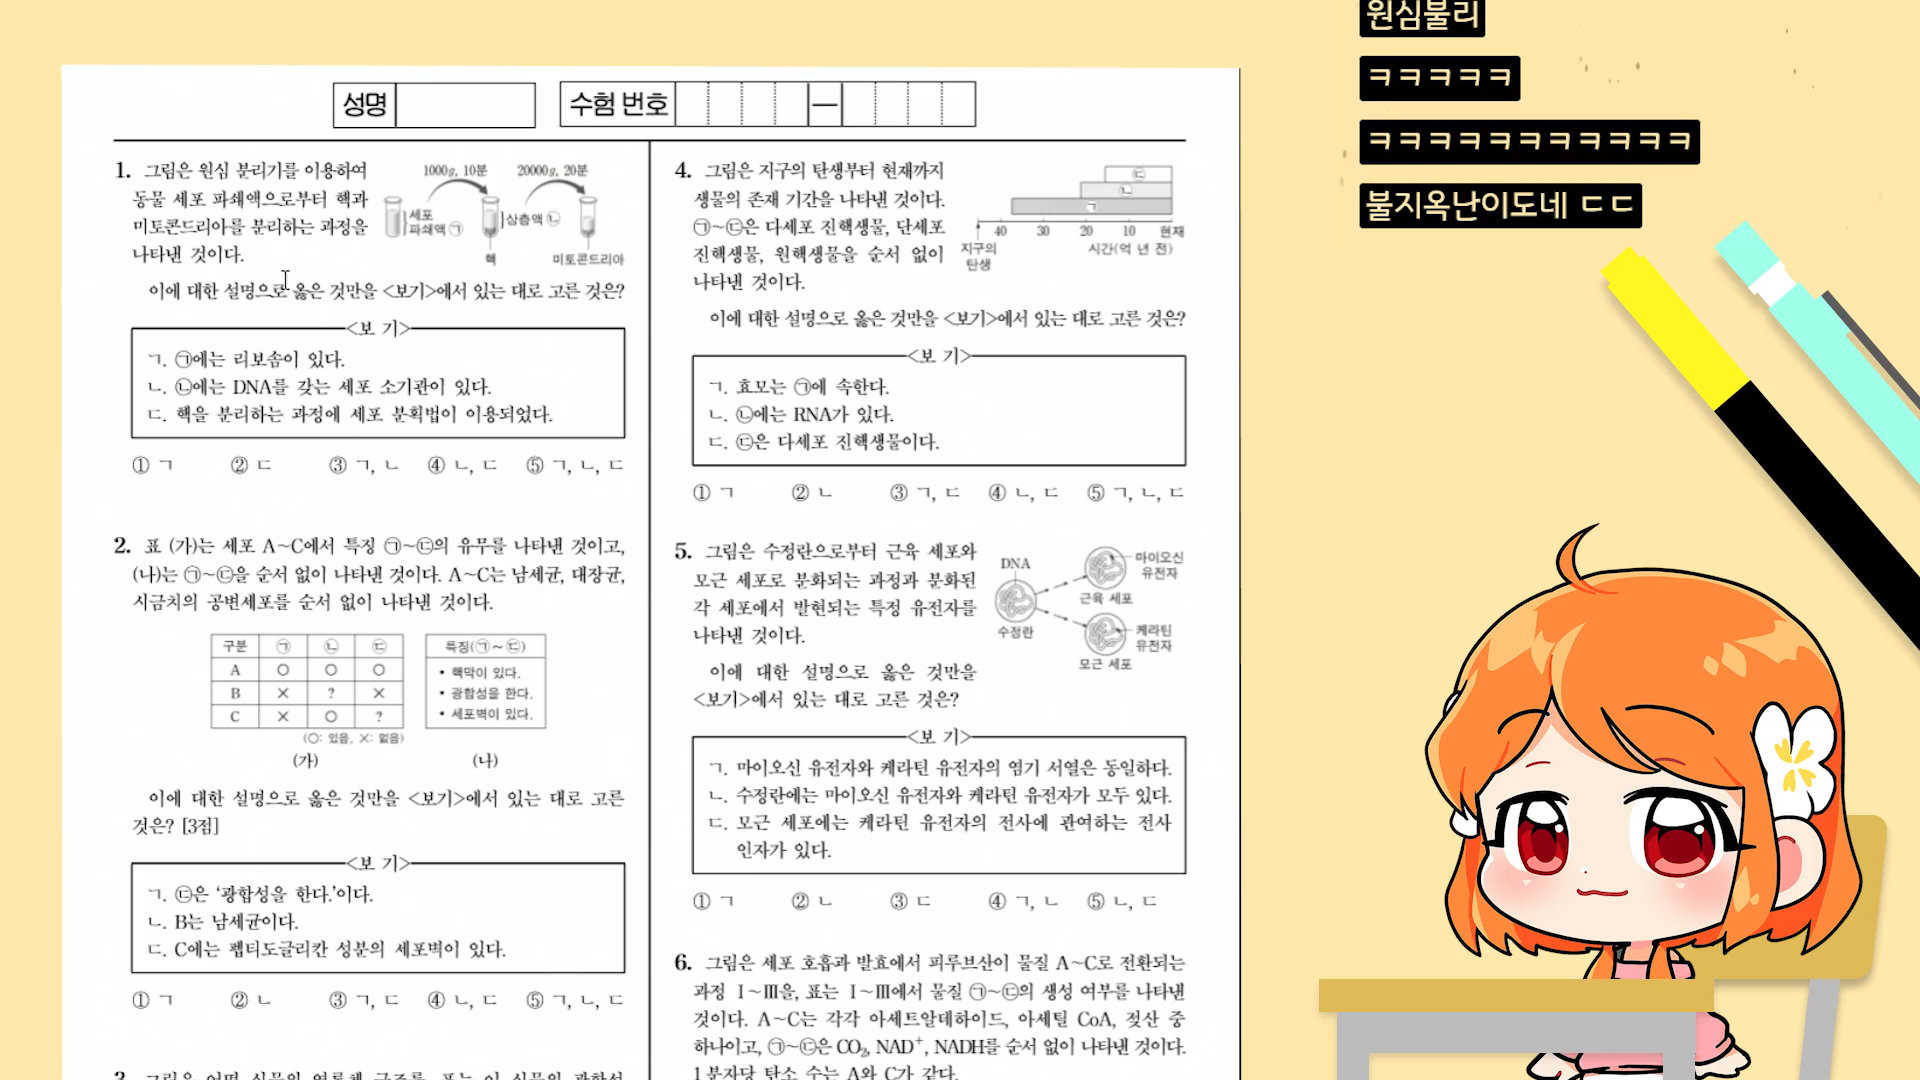 성명
수험 번호 —
1. 그림은 원심 분리기를 이용하여
동물 세포 파쇄액으로부터 핵과
미토콘드리아를 분리하는 과정을
나타낸 것이다.
1000g, 10분
20000g, 20분
세포
파쇄액㉠
상층액㉡
핵
미토콘드리아
이에 대한 설명으로 옳은 것만을 <보기>에서 있는 대로 고른 것은?
<보 기>
ㄱ. ㉠에는 리보솜이 있다.
ㄴ. ㉡에는 DNA를 갖는 세포 소기관이 있다.
ㄷ. 핵을 분리하는 과정에 세포 분획법이 이용되었다.
① ㄱ ② ㄷ ③ ㄱ, ㄴ ④ ㄴ, ㄷ ⑤ ㄱ, ㄴ, ㄷ
2. 표 (가)는 세포 A~C에서 특징 ㉠~㉢의 유무를 나타낸 것이고,
(나)는 ㉠~㉢을 순서 없이 나타낸 것이다. A~C는 남세균, 대장균,
시금치의 공변세포를 순서 없이 나타낸 것이다.
구분 ㉠ ㉡ ㉢
A ○ ○ ○
B × ? ×
C × ○ ?
(○: 있음, ×: 없음)
(가)
특징(㉠~㉢)
• 핵막이 있다.
• 광합성을 한다.
• 세포벽이 있다.
(나)
이에 대한 설명으로 옳은 것만을 <보기>에서 있는 대로 고른
것은? [3점]
<보 기>
ㄱ. ㉢은 ‘광합성을 한다.’이다.
ㄴ. B는 남세균이다.
ㄷ. C에는 펩티도글리칸 성분의 세포벽이 있다.
① ㄱ ② ㄴ ③ ㄱ, ㄷ ④ ㄴ, ㄷ ⑤ ㄱ, ㄴ, ㄷ
4. 그림은 지구의 탄생부터 현재까지
생물의 존재 기간을 나타낸 것이다.
㉠~㉢은 다세포 진핵생물, 단세포
진핵생물, 원핵생물을 순서 없이
나타낸 것이다.
㉢
㉡
㉠
40 30 20 10 현재
지구의
탄생
시간(억 년 전)
이에 대한 설명으로 옳은 것만을 <보기>에서 있는 대로 고른 것은?
<보 기>
ㄱ. 효모는 ㉠에 속한다.
ㄴ. ㉡에는 RNA가 있다.
ㄷ. ㉢은 다세포 진핵생물이다.
① ㄱ ② ㄴ ③ ㄱ, ㄷ ④ ㄴ, ㄷ ⑤ ㄱ, ㄴ, ㄷ
5. 그림은 수정란으로부터 근육 세포와
모근 세포로 분화되는 과정과 분화된
각 세포에서 발현되는 특정 유전자를
나타낸 것이다.
DNA
수정란
마이오신
유전자
근육 세포
케라틴
유전자
모근 세포
이에 대한 설명으로 옳은 것만을
<보기>에서 있는 대로 고른 것은?
<보 기>
ㄱ. 마이오신 유전자와 케라틴 유전자의 염기 서열은 동일하다.
ㄴ. 수정란에는 마이오신 유전자와 케라틴 유전자가 모두 있다.
ㄷ. 모근 세포에는 케라틴 유전자의 전사에 관여하는 전사
인자가 있다.
① ㄱ ② ㄴ ③ ㄷ ④ ㄱ, ㄴ ⑤ ㄴ, ㄷ
6. 그림은 세포 호흡과 발효에서 피루브산이 물질 A~C로 전환되는
과정 Ⅰ~Ⅲ을, 표는 Ⅰ~Ⅲ에서 물질 ㉠~㉢의 생성 여부를 나타낸
것이다. A~C는 각각 아세트알데하이드, 아세틸 CoA, 젖산 중
하나이고, ㉠~㉢은 CO₂, NAD⁺, NADH를 순서 없이 나타낸 것이다.
1분자당 탄소 수는 A와 C가 같다.
원심불리
ㅋㅋㅋㅋㅋ
ㅋㅋㅋㅋㅋㅋㅋㅋㅋㅋㅋ
불지옥난이도네 ㄷㄷ